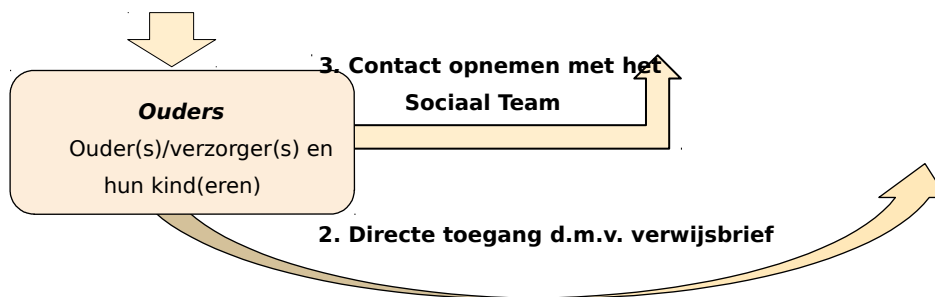 3. Contact opnemen met het
Sociaal Team
Ouders
Ouder(s)/verzorger(s) en
hun kind(eren)
2. Directe toegang d.m.v. verwijsbrief